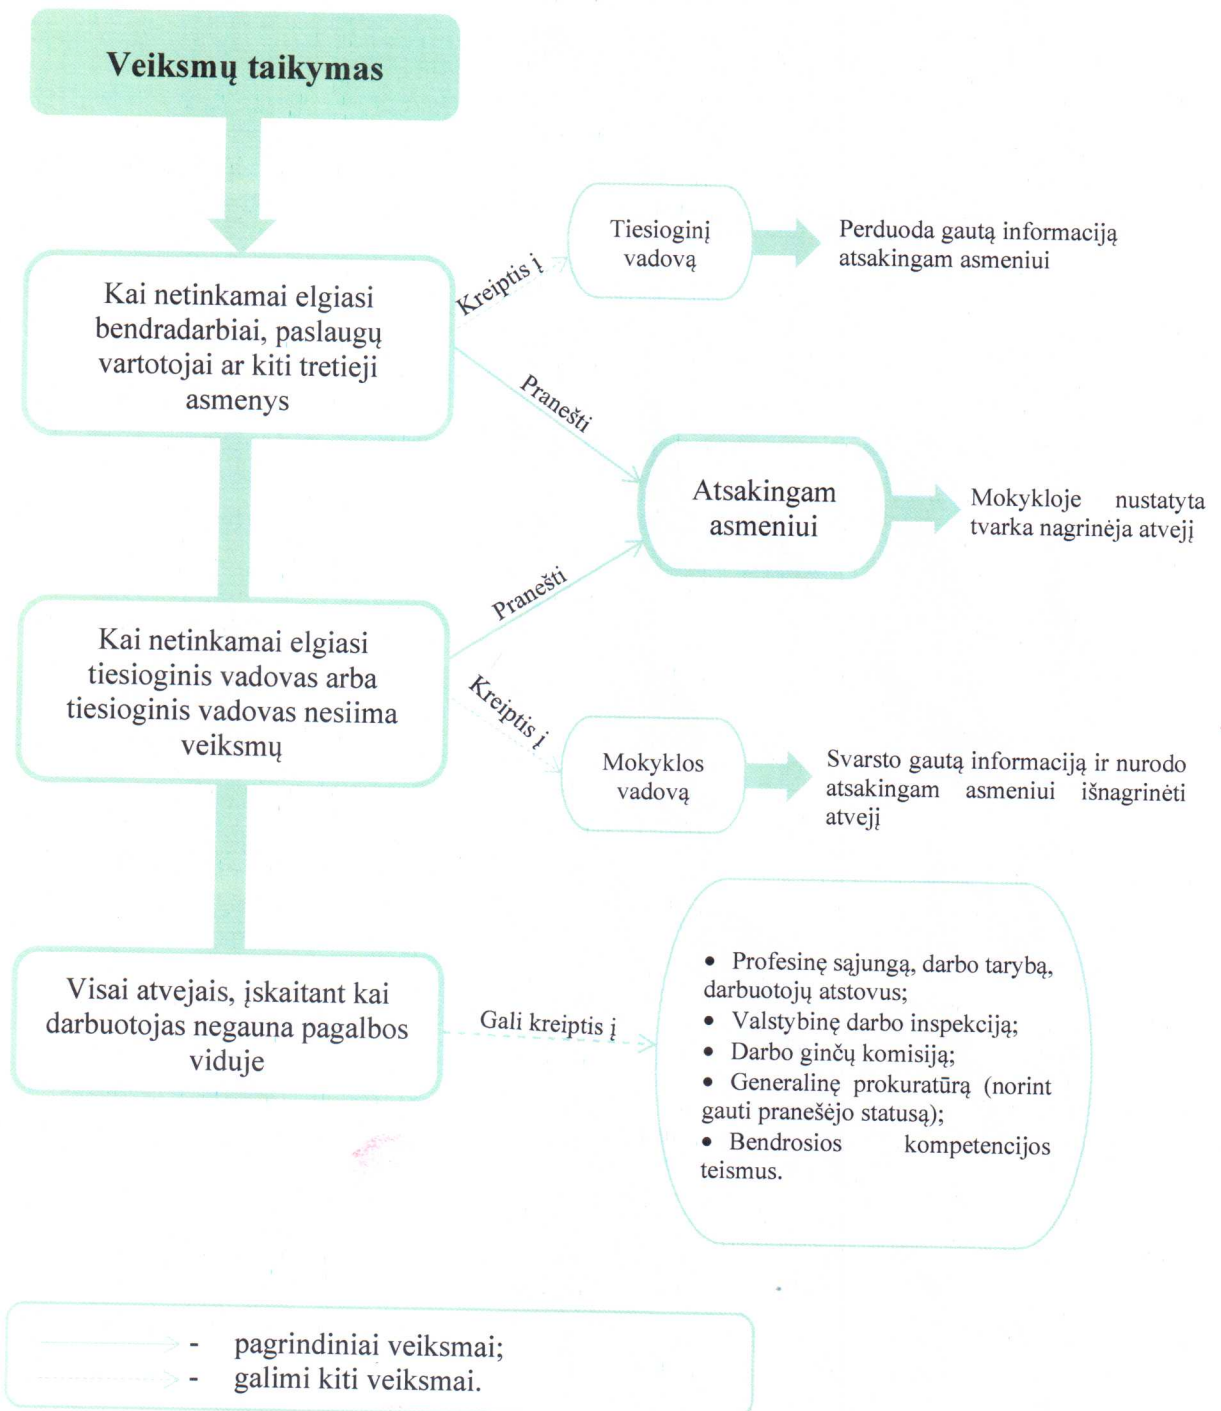 Veiksmų taikymas
Kai netinkamai elgiasi
bendradarbiai, paslaugų
vartotojai ar kiti tretieji
asmenys
Kreiptis į
Tiesioginį
vadovą
Perduoda gautą informaciją
atsakingam asmeniui
Pranešti
Atsakingam
asmeniui
Mokykloje nustatyta
tvarka nagrinėja atvejį
Kai netinkamai elgiasi
tiesioginis vadovas arba
tiesioginis vadovas nesiima
veiksmų
Pranešti
Kreiptis į
Mokyklos
vadovą
Svarsto gautą informaciją ir nurodo
atsakingam asmeniui išnagrinėti
atvejį
Visai atvejais, įskaitant kai
darbuotojas negauna pagalbos
viduje
Gali kreiptis į
• Profesinę sąjungą, darbo tarybą,
darbuotojų atstovus;
• Valstybinę darbo inspekciją;
• Darbo ginčų komisiją;
• Generalinę prokuratūrą (norint
gauti pranešėjo statusą);
• Bendrosios kompetencijos
teismus.
- pagrindiniai veiksmai;
- galimi kiti veiksmai.